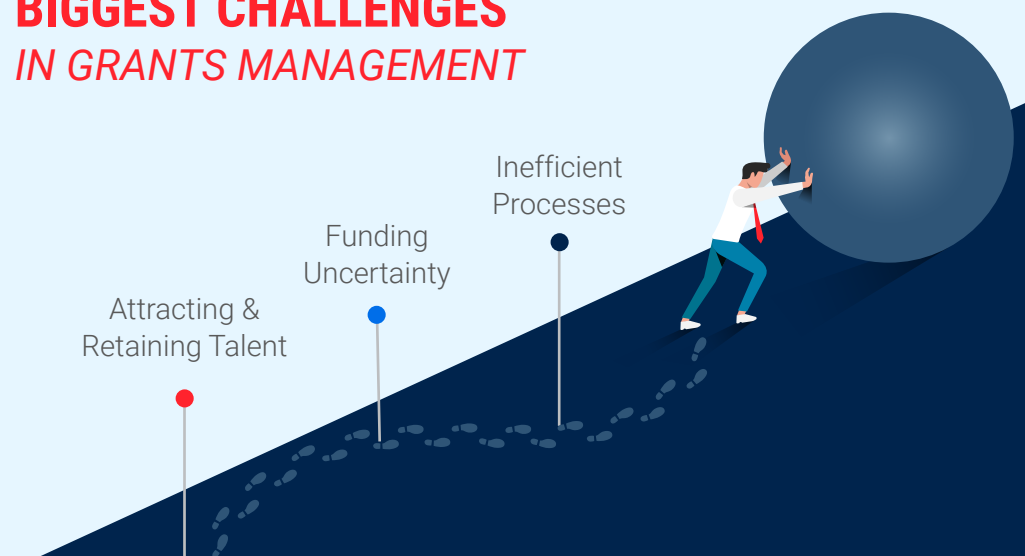 BIGGEST CHALLENGES
IN GRANTS MANAGEMENT
Inefficient
Processes
Funding
Uncertainty
Attracting &
Retaining Talent